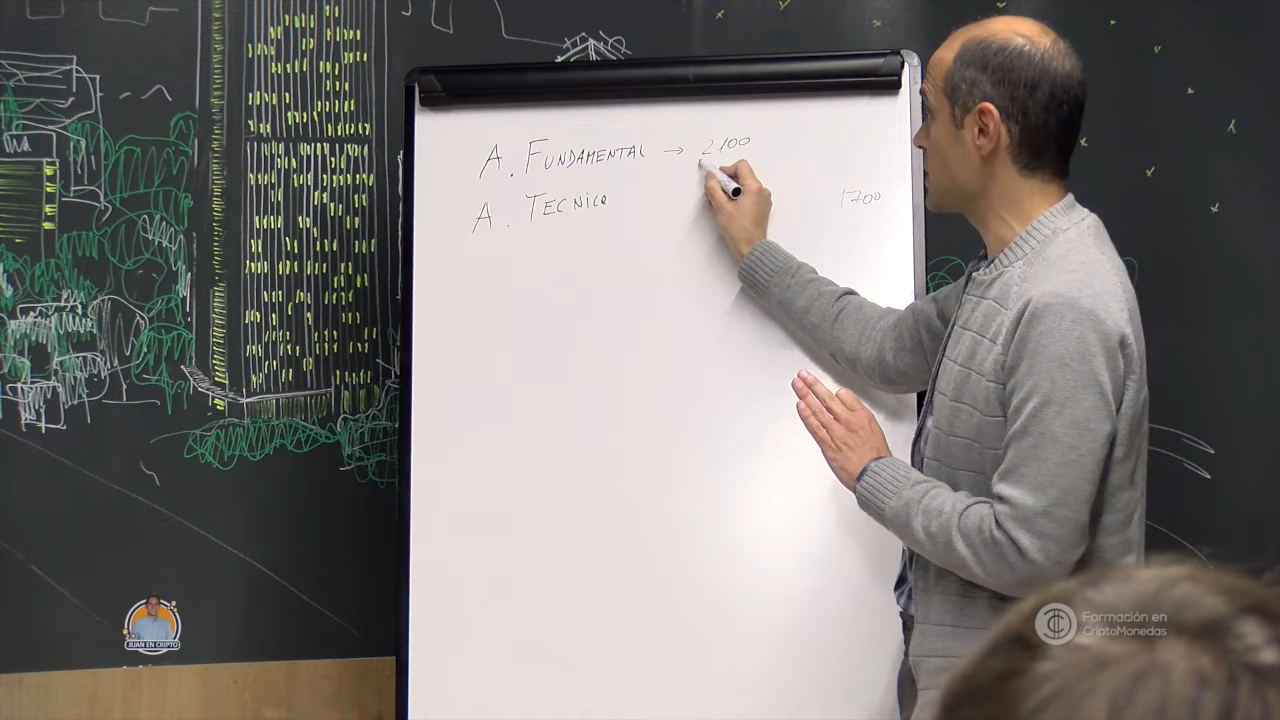 A. FUNDAMENTAL → 2100
A. TECNICO
1700
JUAN EN CRIPTO
Formación en
CriptoMonedas